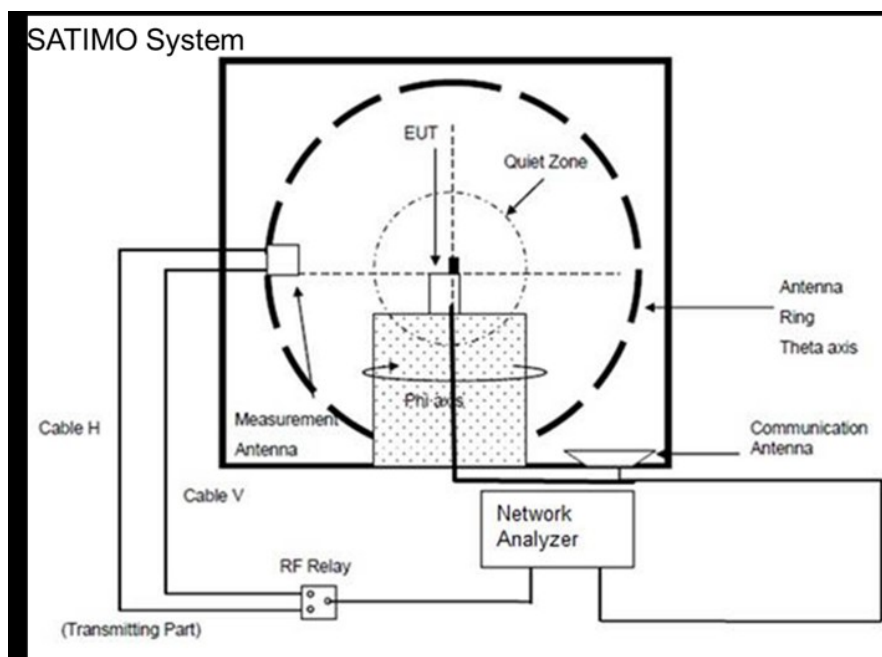 SATIMO System
EUT
Quiet Zone
Antenna
Ring
Theta axis
Phi axis
Measurement
Antenna
Communication
Antenna
Cable H
Cable V
Network
Analyzer
RF Relay
(Transmitting Part)